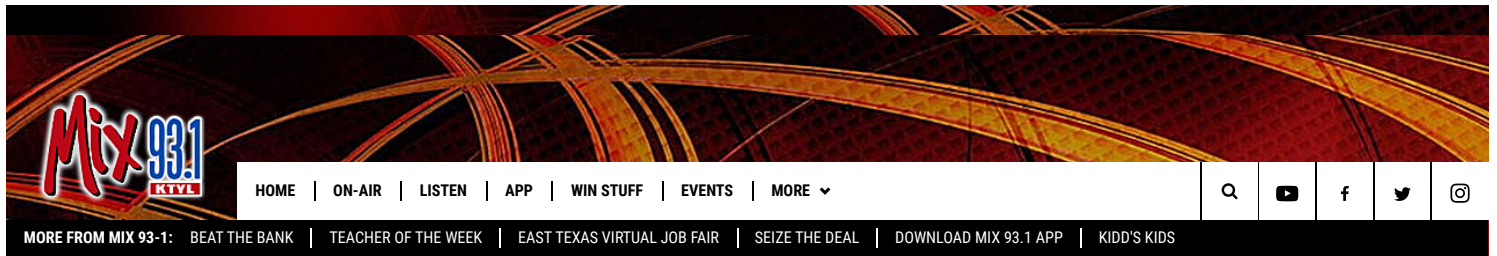 Mix 93.1
KTYL
HOME ON-AIR LISTEN APP WIN STUFF EVENTS MORE
MORE FROM MIX 93-1: BEAT THE BANK TEACHER OF THE WEEK EAST TEXAS VIRTUAL JOB FAIR SEIZE THE DEAL DOWNLOAD MIX 93.1 APP KIDD'S KIDS